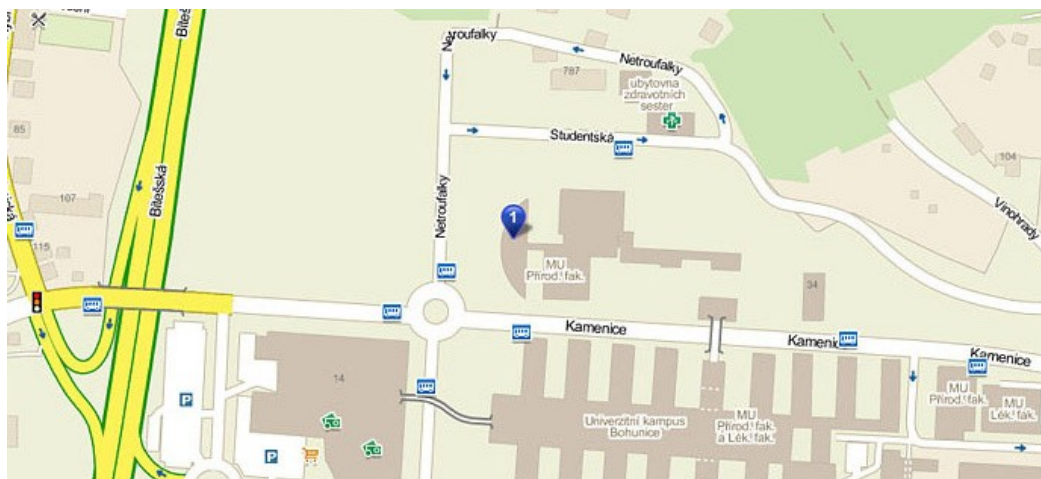 Netroufalky
Netroufalky
787
ubytovna
zdravotních
sester
85
Studentská
104
Bítešská
107
Netroufalky
Vinohrady
115
1
MU
Přírod. fak.
34
Kamenice
Kamenice
Kamenice
14
P
Univerzitní kampus
Bohunice
MU
Přírod. fak.
a Lék. fak.
MU
Přírod. fak.
MU
Lék. fak.
P